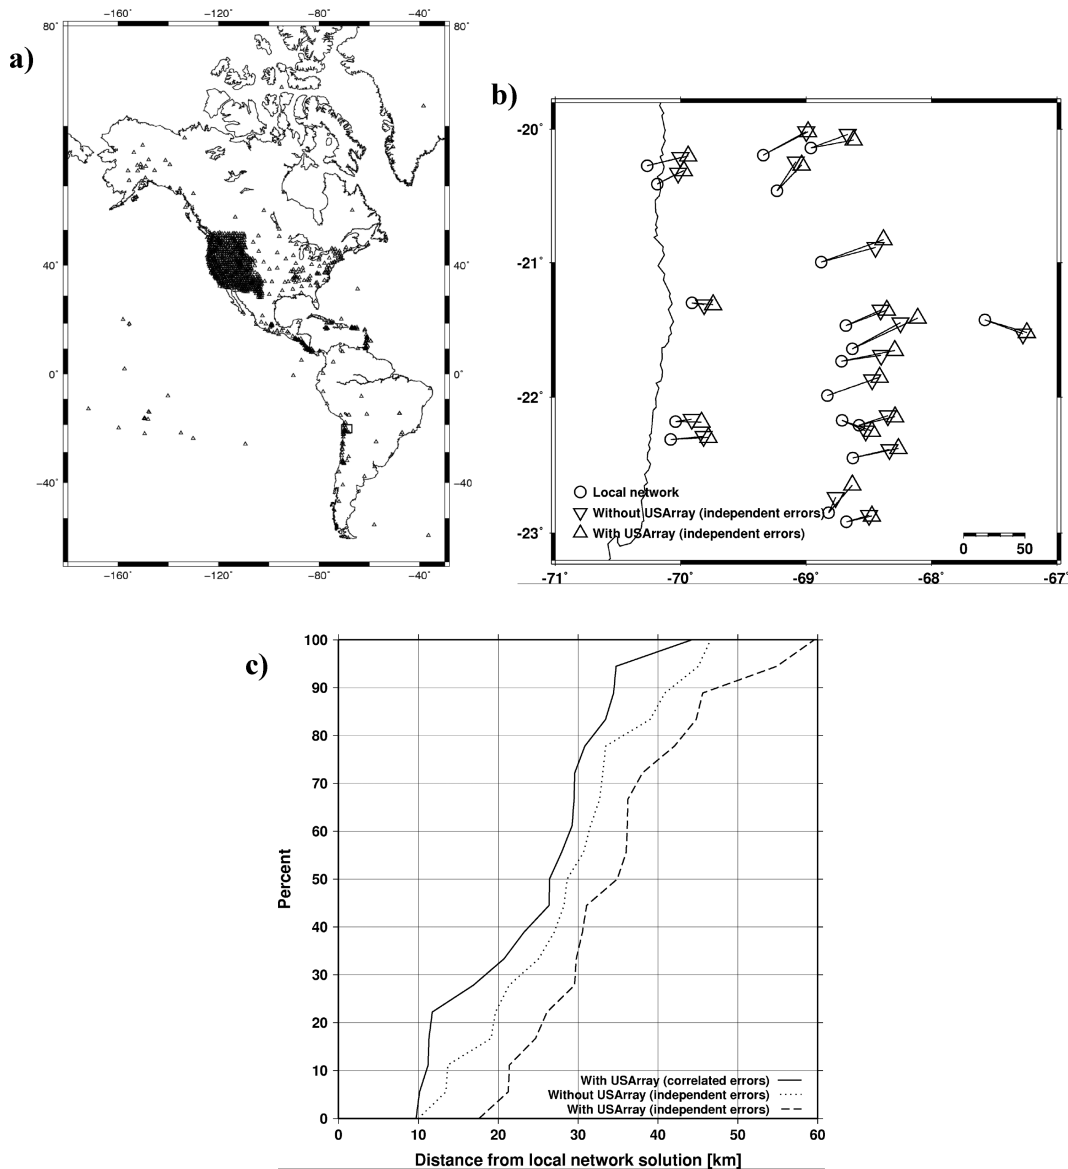 a)
−160˚ −120˚ −80˚ −40˚
80˚ 80˚
40˚ 40˚
0˚ 0˚
−40˚ −40˚
−160˚ −120˚ −80˚ −40˚
b)
-20˚
-21˚
-22˚
-23˚
Local network
Without USArray (independent errors)
With USArray (independent errors)
0 50
-71˚ -70˚ -69˚ -68˚ -67˚
c)
100
90
80
70
60
50
40
30
20
10
0
Percent
With USArray (correlated errors)
Without USArray (independent errors)
With USArray (independent errors)
0 10 20 30 40 50 60
Distance from local network solution [km]